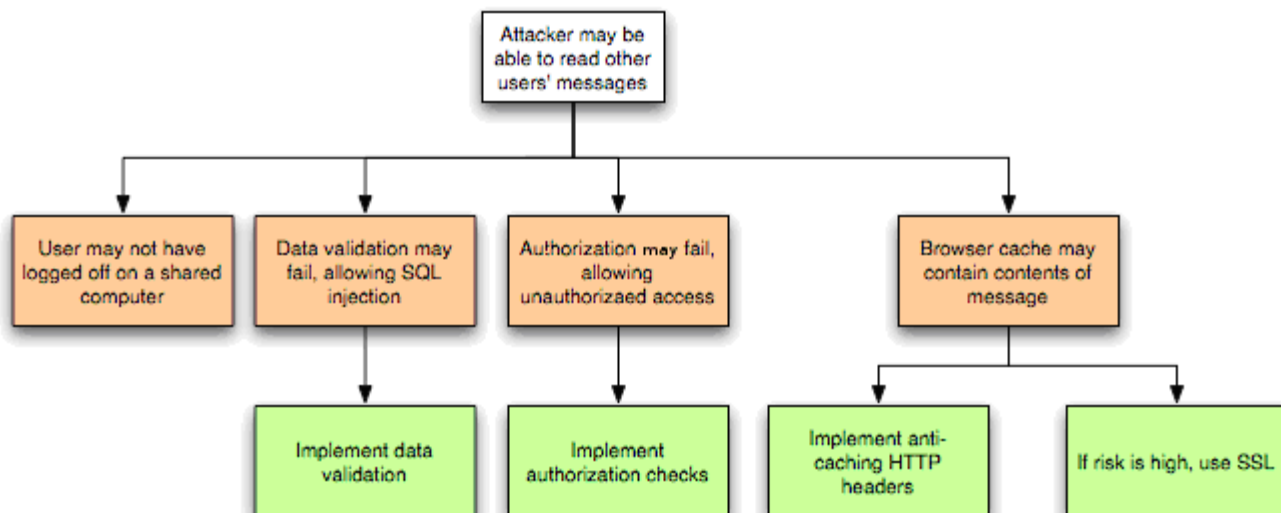 Attacker may be
able to read other
users' messages
User may not have
logged off on a shared
computer
Data validation may
fail, allowing SQL
injection
Authorization may fail,
allowing
unauthorizaed access
Browser cache may
contain contents of
message
Implement data
validation
Implement
authorization checks
Implement anti-
caching HTTP
headers
If risk is high, use SSL